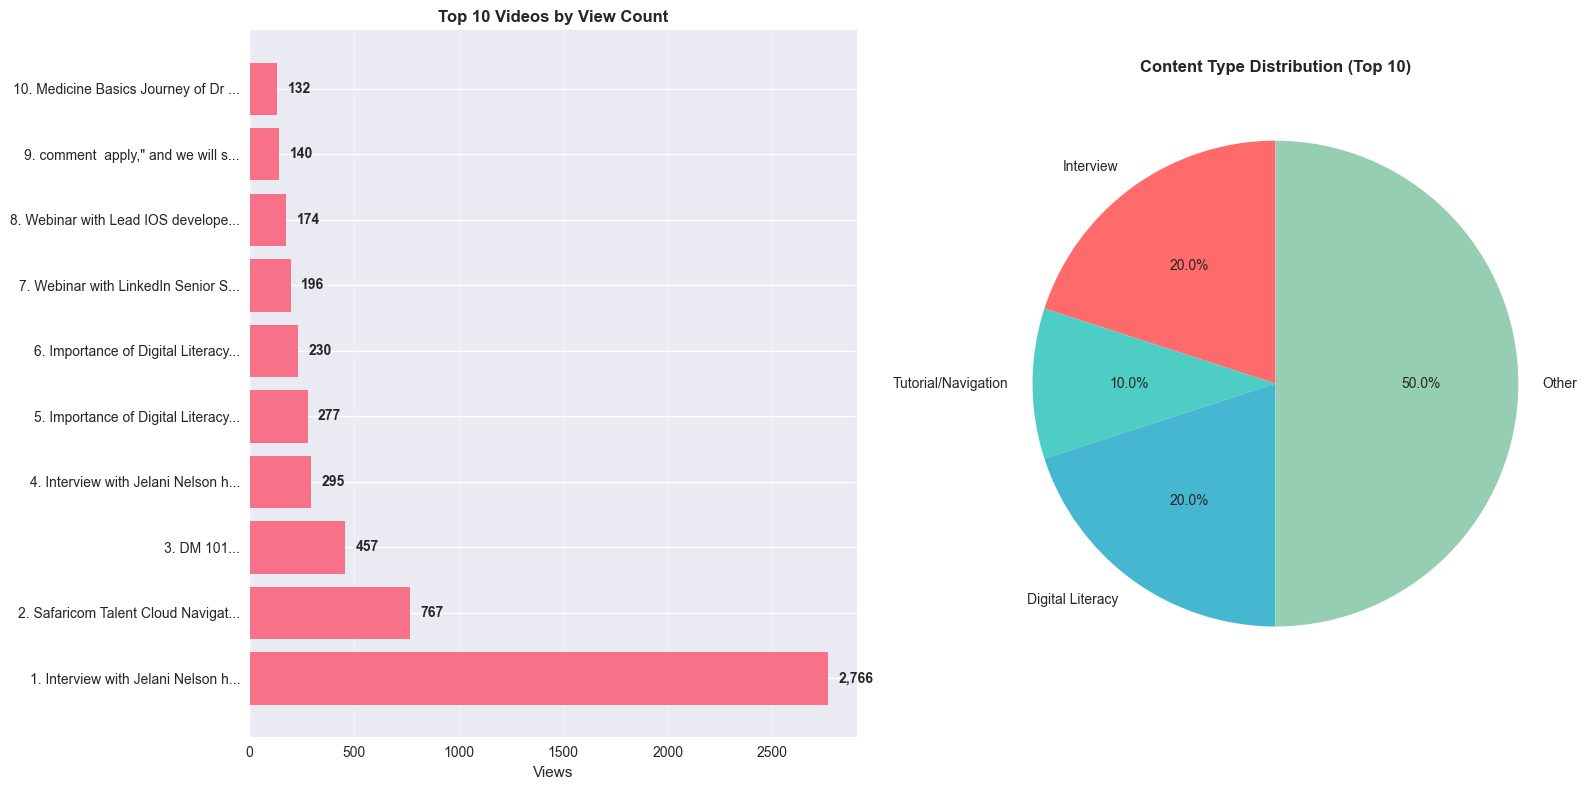 Top 10 Videos by View Count
10. Medicine Basics Journey of Dr ...
132
9. comment  apply," and we will s...
140
8. Webinar with Lead IOS develope...
174
7. Webinar with LinkedIn Senior S...
196
6. Importance of Digital Literacy...
230
5. Importance of Digital Literacy...
277
4. Interview with Jelani Nelson h...
295
3. DM 101...
457
2. Safaricom Talent Cloud Navigat...
767
1. Interview with Jelani Nelson h...
2,766
0 500 1000 1500 2000 2500
Views
Content Type Distribution (Top 10)
Interview
20.0%
Tutorial/Navigation
10.0%
50.0%
Other
20.0%
Digital Literacy